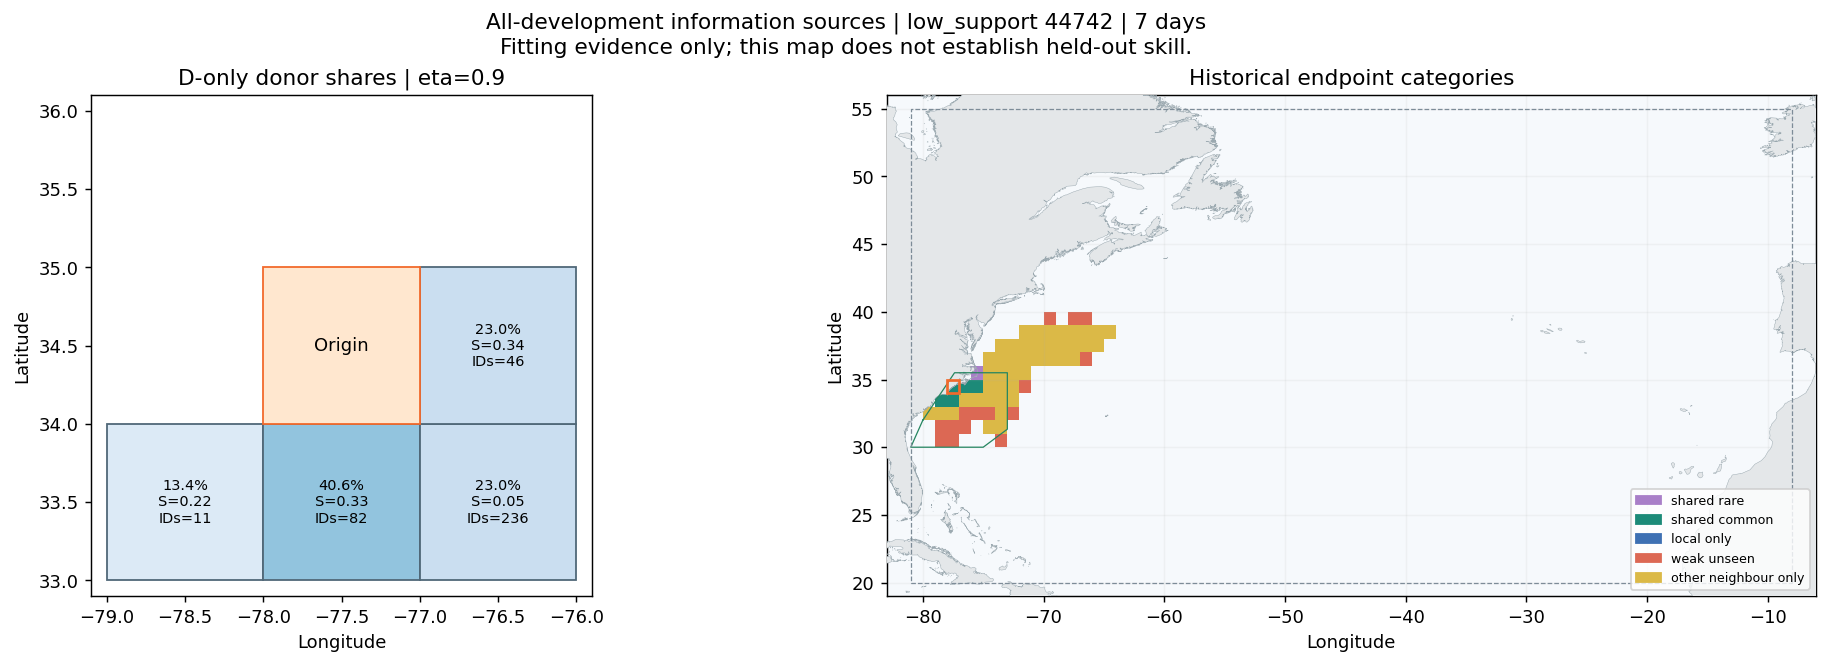 All-development information sources | low_support 44742 | 7 days
Fitting evidence only; this map does not establish held-out skill.
D-only donor shares | eta=0.9
36.0
35.5
35.0
34.5
34.0
33.5
33.0
Latitude
Origin
23.0%
S=0.34
IDs=46
13.4%
S=0.22
IDs=11
40.6%
S=0.33
IDs=82
23.0%
S=0.05
IDs=236
−79.0
−78.5
−78.0
−77.5
−77.0
−76.5
−76.0
Longitude
Historical endpoint categories
55
50
45
40
35
30
25
20
Latitude
shared rare
shared common
local only
weak unseen
other neighbour only
−80
−70
−60
−50
−40
−30
−20
−10
Longitude